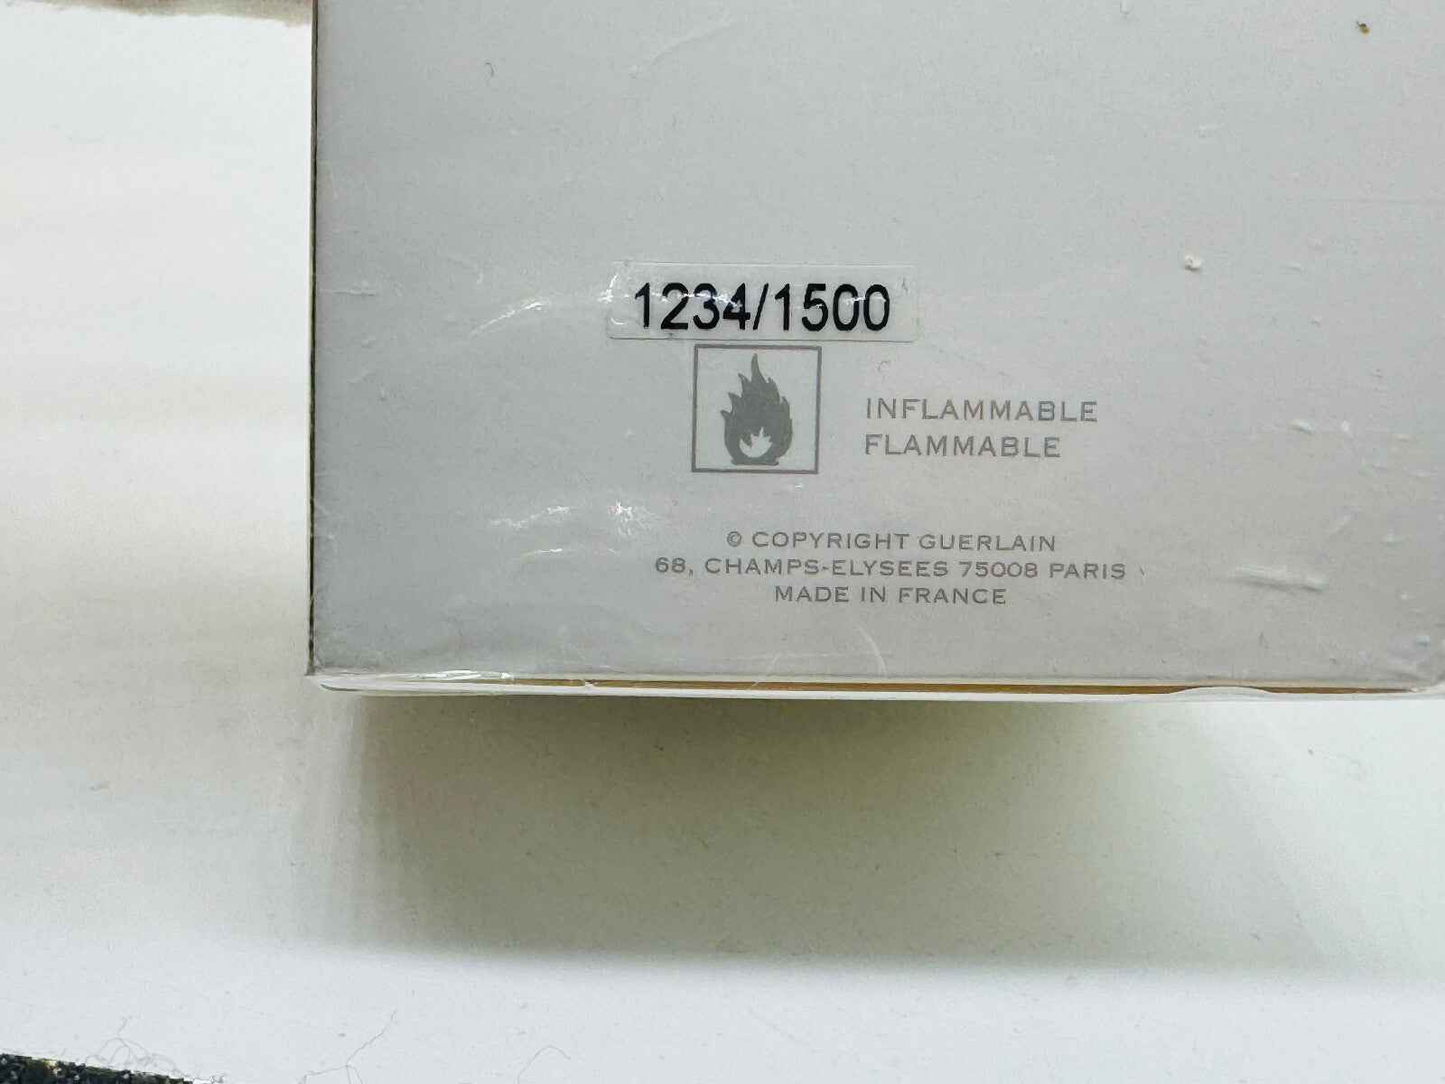 1234/1500
INFLAMMABLE
FLAMMABLE
© COPYRIGHT GUERLAIN
68, CHAMPS-ELYSEES 75008 PARIS
MADE IN FRANCE